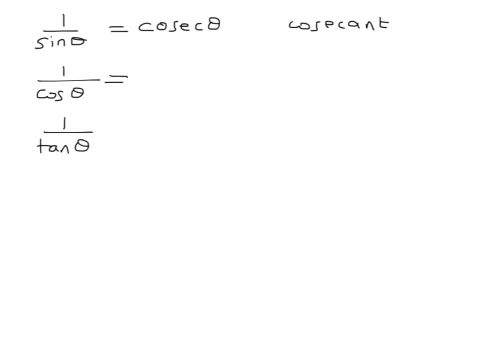 1/sinθ = cosecθ cosecant
1/cosθ =
1/tanθ